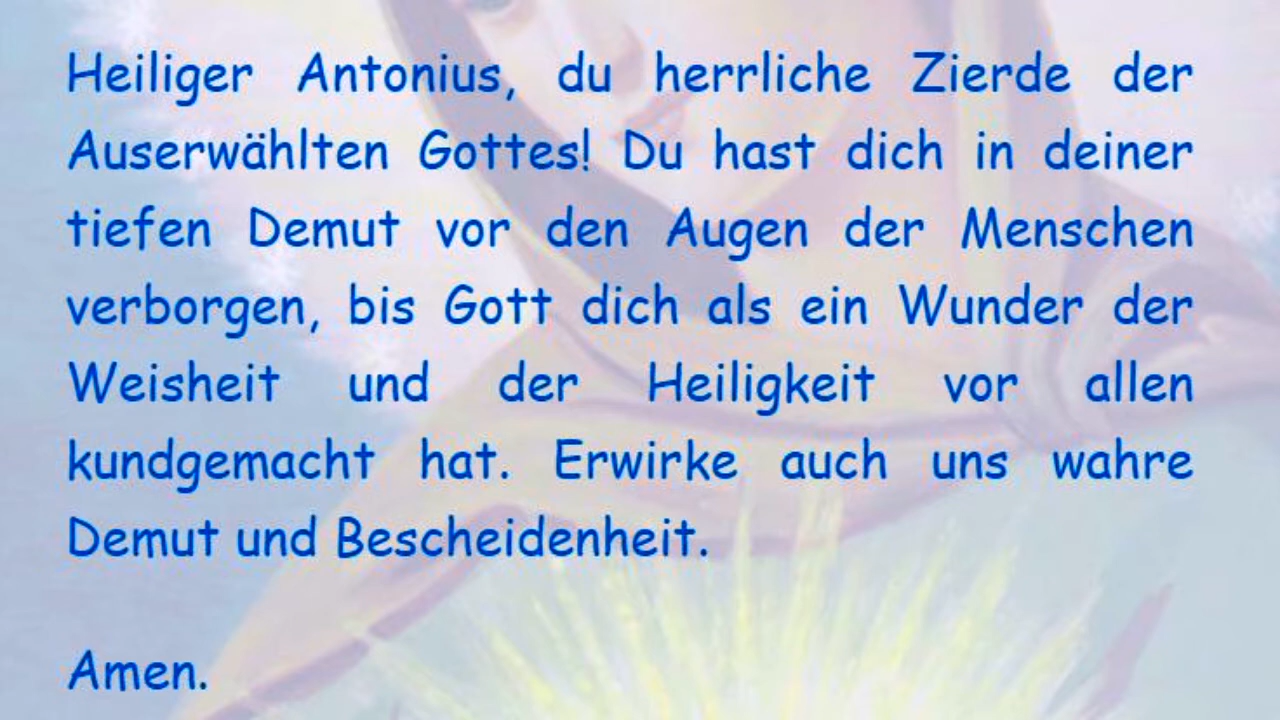 Heiliger Antonius, du herrliche Zierde der
Auserwählten Gottes! Du hast dich in deiner
tiefen Demut vor den Augen der Menschen
verborgen, bis Gott dich als ein Wunder der
Weisheit und der Heiligkeit vor allen
kundgemacht hat. Erwirke auch uns wahre
Demut und Bescheidenheit.
Amen.